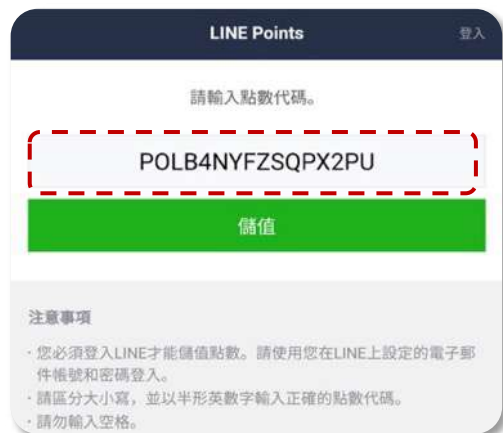 LINE Points
登入
請輸入點數代碼。
POLB4NYFZSQPX2PU
儲值
注意事項
·您必須登入LINE才能儲值點數。請使用您在LINE上設定的電子郵
件帳號和密碼登入。
·請區分大小寫，並以半形英數字輸入正確的點數代碼。
·請勿輸入空格。